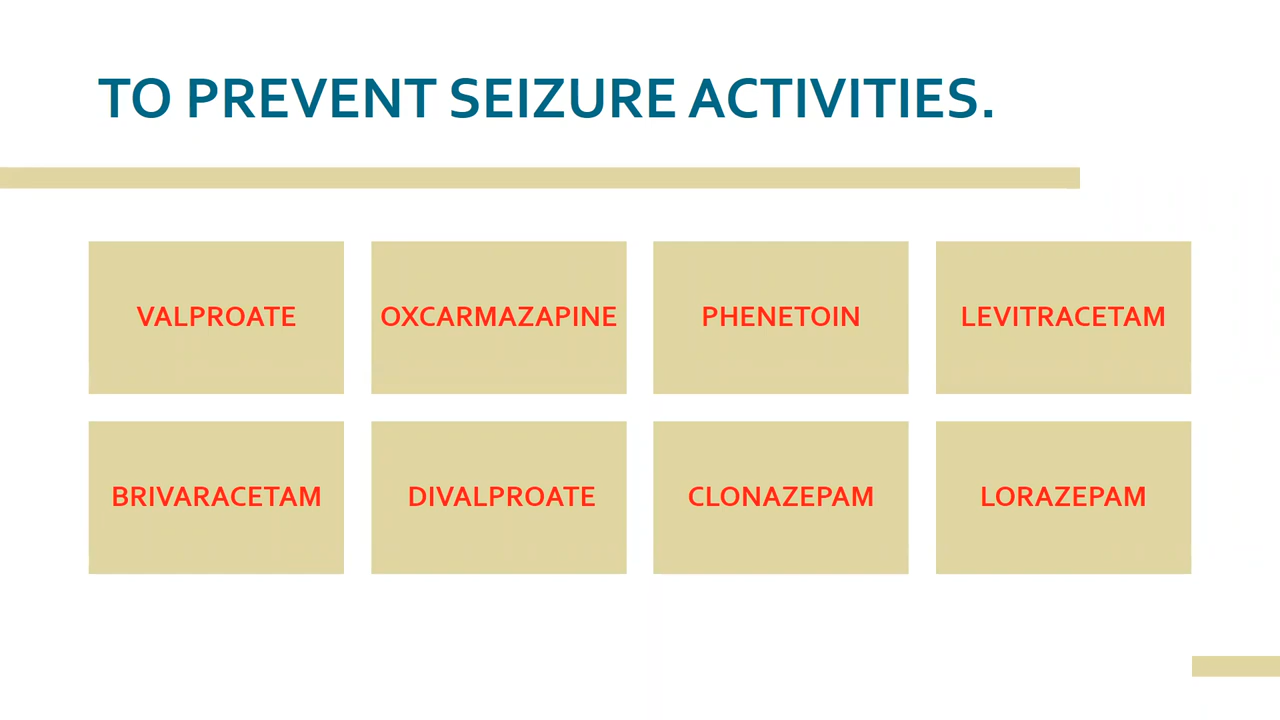 TO PREVENT SEIZURE ACTIVITIES.
VALPROATE
OXCARMAZAPINE
PHENETOIN
LEVITRACETAM
BRIVARACETAM
DIVALPROATE
CLONAZEPAM
LORAZEPAM